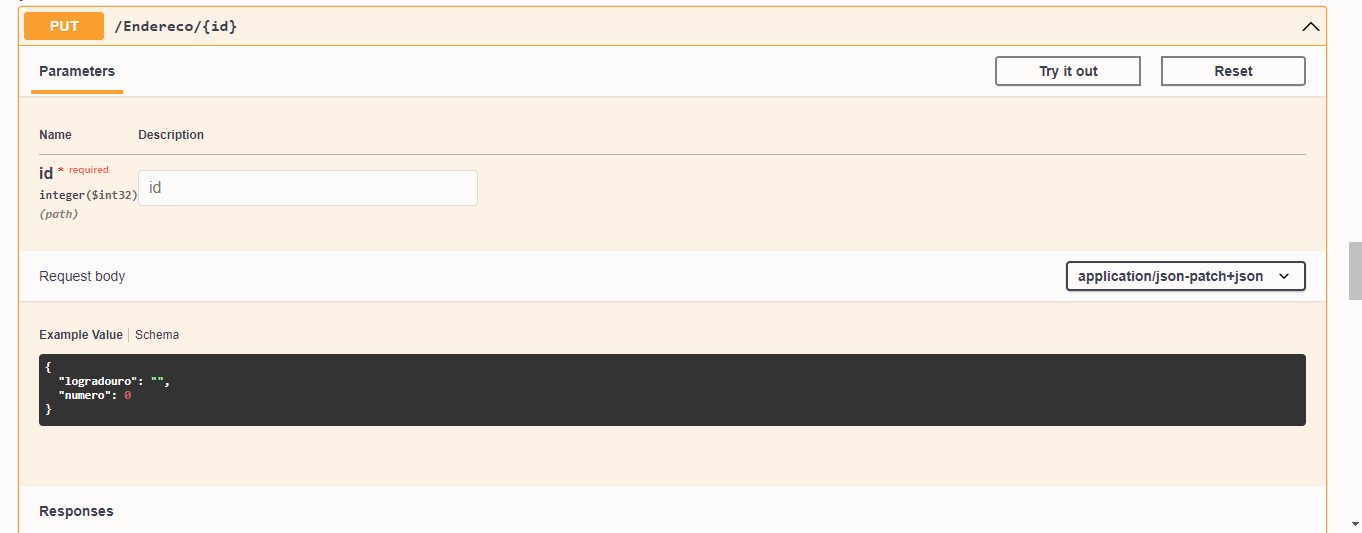 PUT /Endereco/{id}
Parameters
Try it out
Reset
Name Description
id * required
integer($int32)
(path)
id
Request body
application/json-patch+json
Example Value | Schema
{
"logradouro": "",
"numero": 0
}
Responses